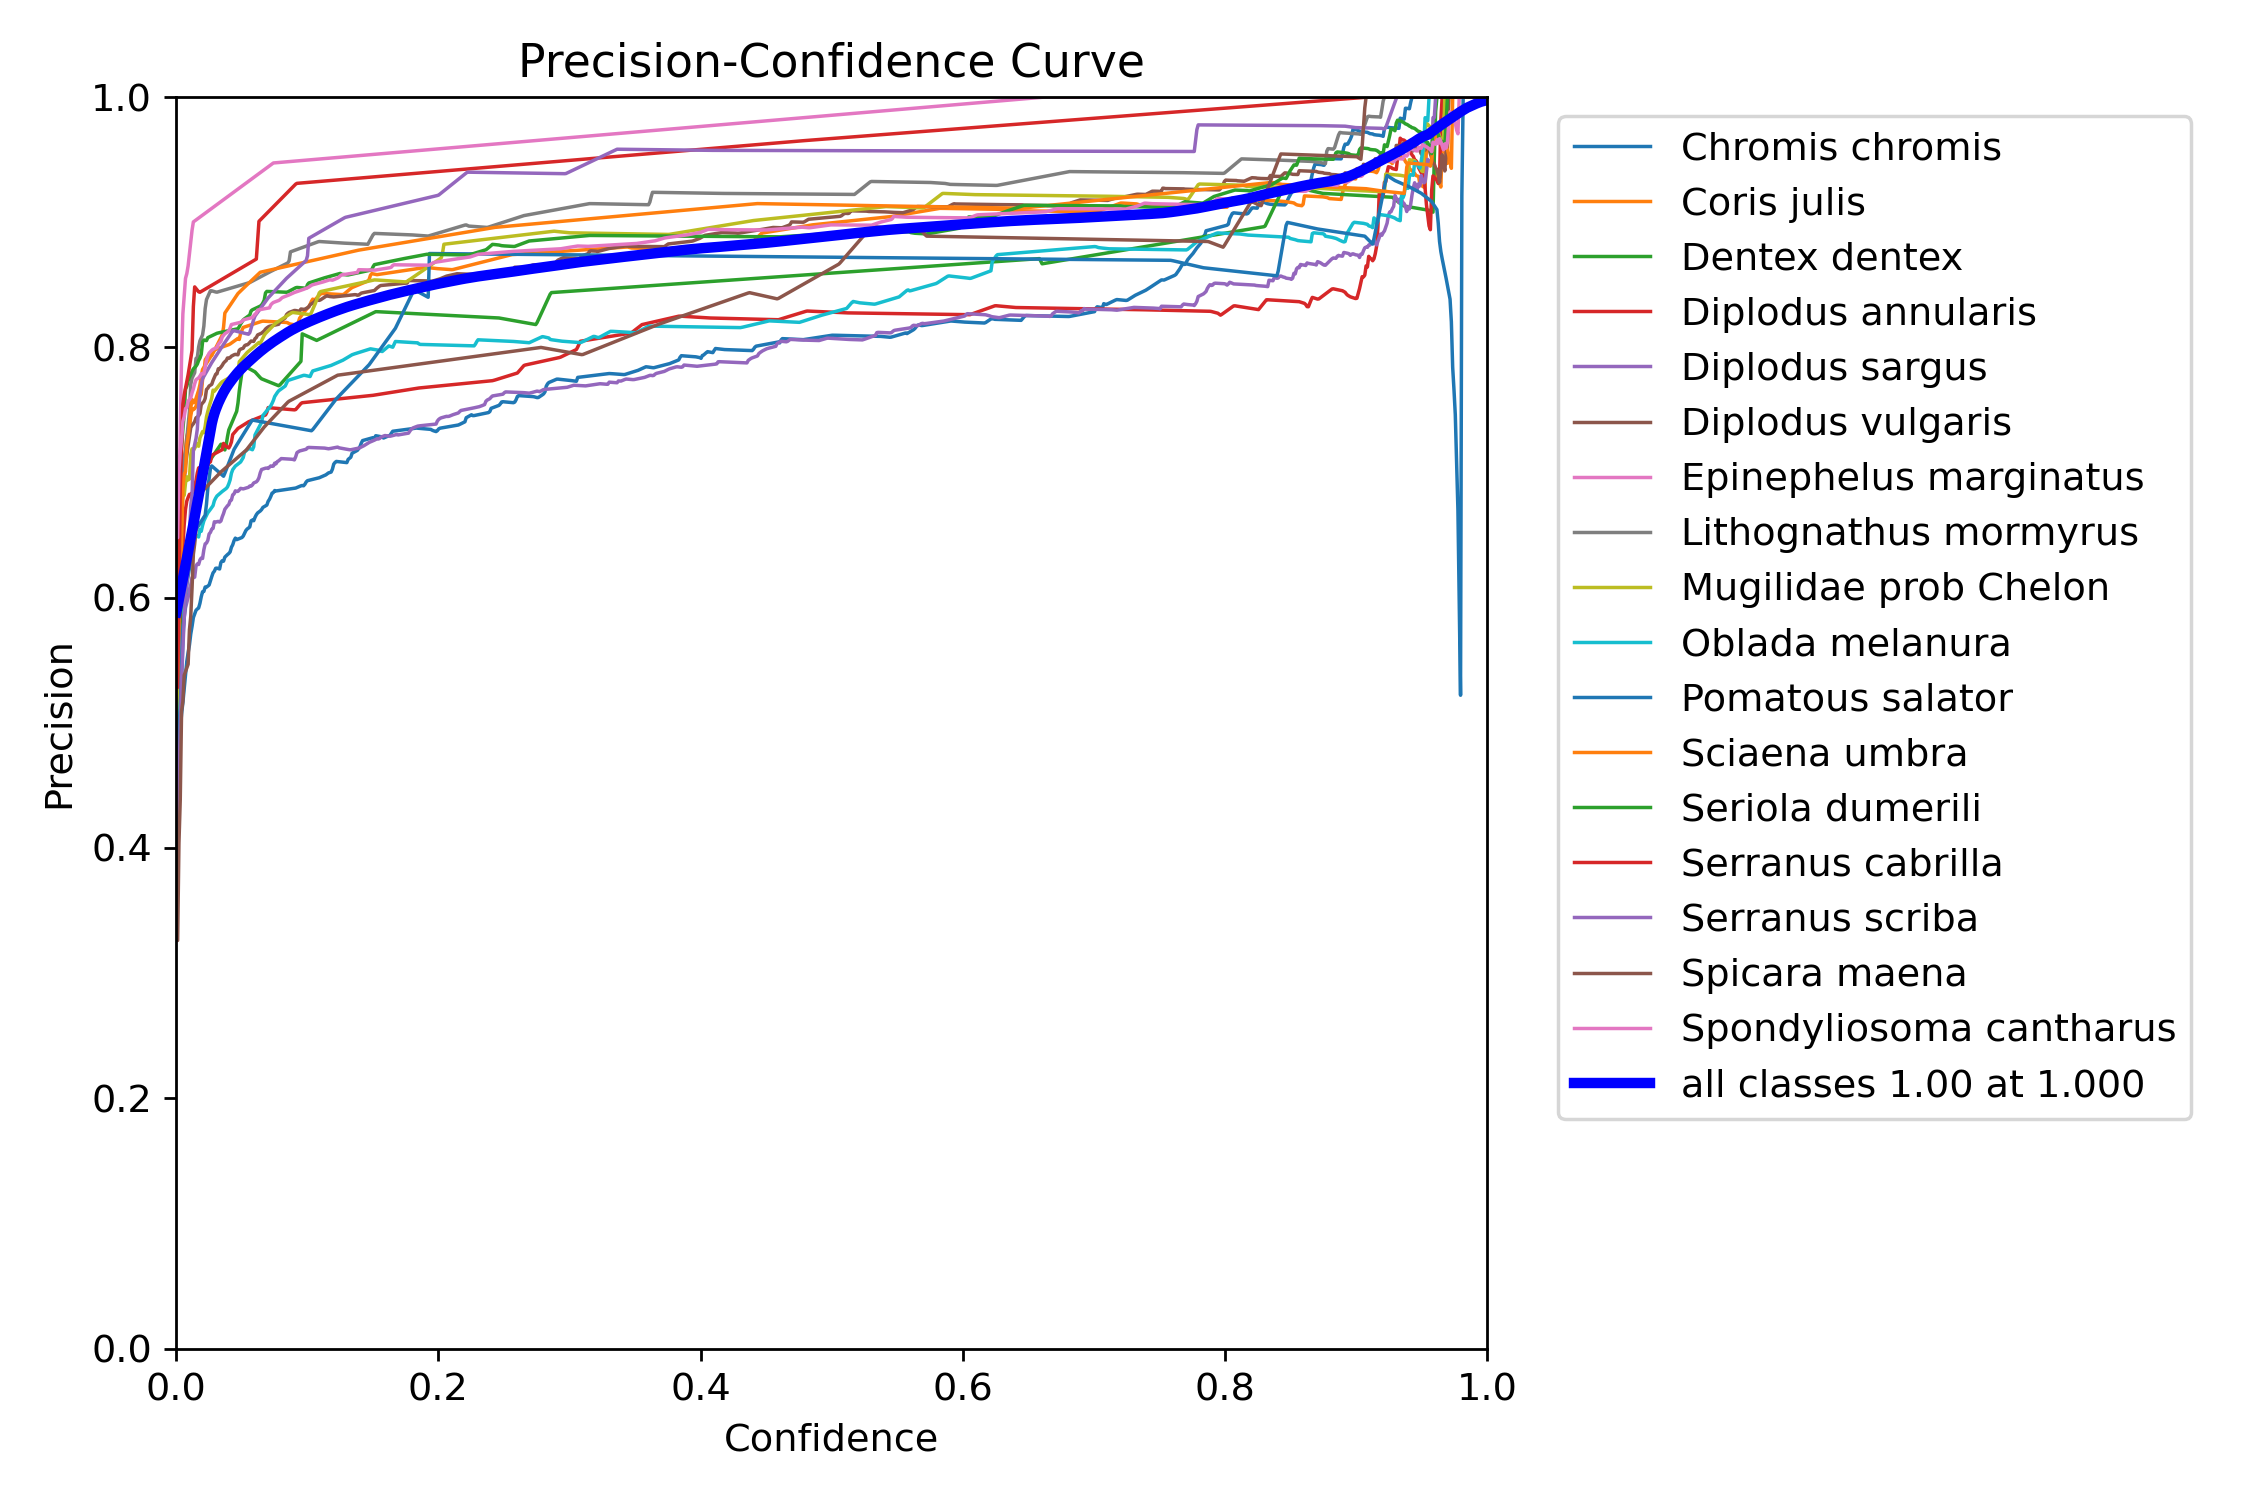 Precision-Confidence Curve
1.0
0.8
0.6
0.4
0.2
0.0
Precision
0.0 0.2 0.4 0.6 0.8 1.0
Confidence
Chromis chromis
Coris julis
Dentex dentex
Diplodus annularis
Diplodus sargus
Diplodus vulgaris
Epinephelus marginatus
Lithognathus mormyrus
Mugilidae prob Chelon
Oblada melanura
Pomatous salator
Sciaena umbra
Seriola dumerili
Serranus cabrilla
Serranus scriba
Spicara maena
Spondyliosoma cantharus
all classes 1.00 at 1.000